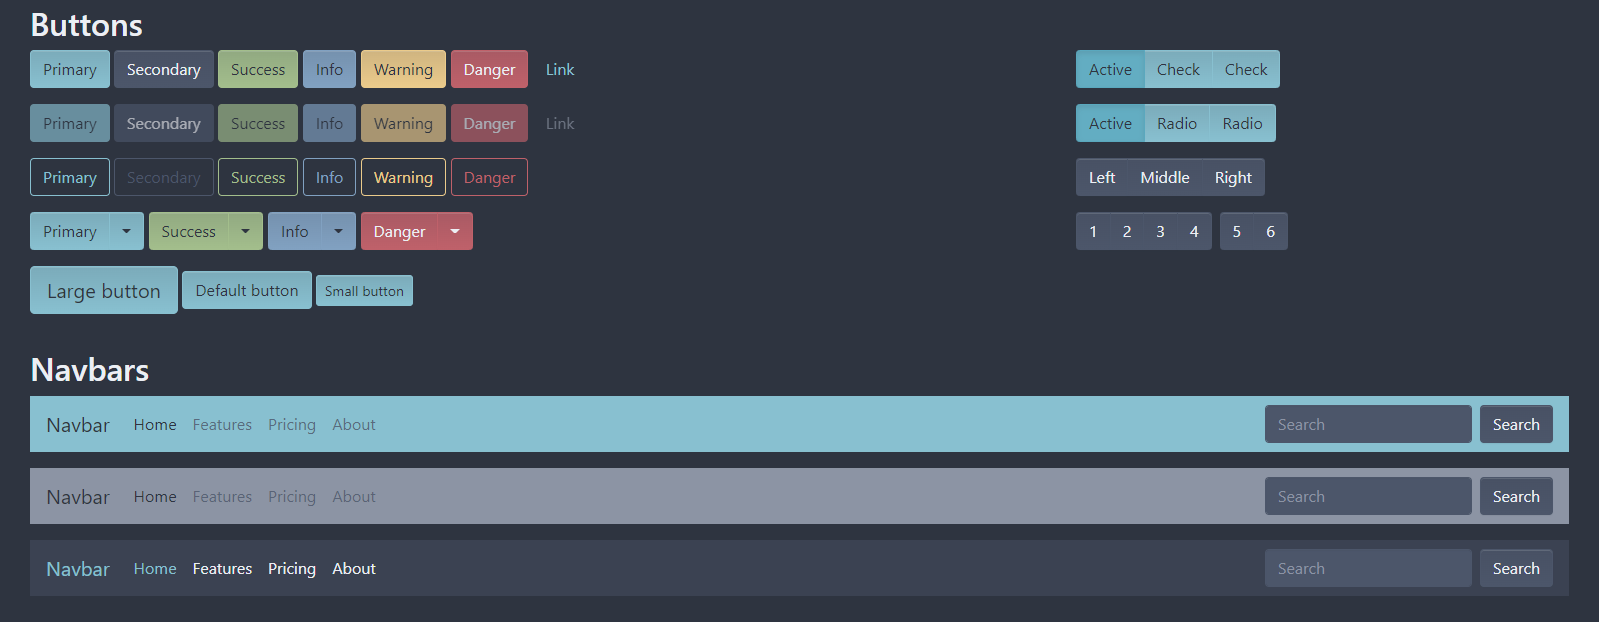 Buttons
Primary Secondary Success Info Warning Danger Link Active Check Check
Primary Secondary Success Info Warning Danger Link Active Radio Radio
Primary Secondary Success Info Warning Danger Left Middle Right
Primary Success Info Danger 1 2 3 4 5 6
Large button Default button Small button
Navbars
Navbar Home Features Pricing About Search Search
Navbar Home Features Pricing About Search Search
Navbar Home Features Pricing About Search Search